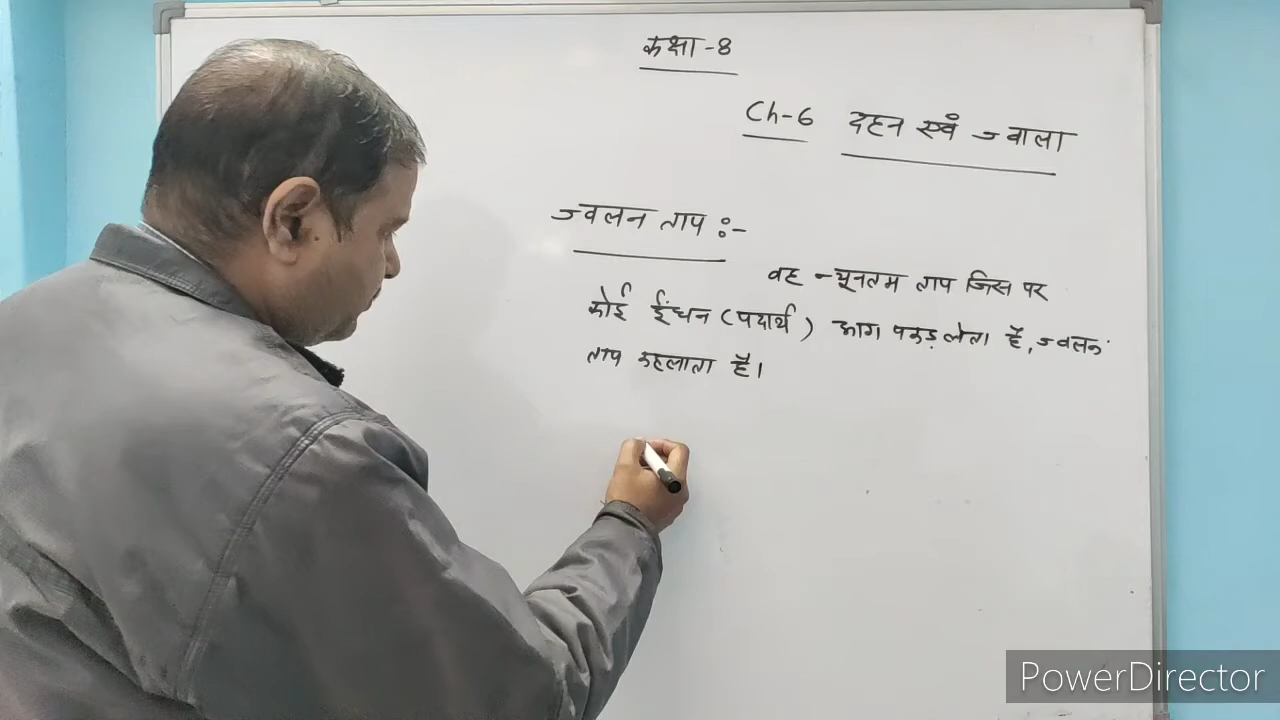 कक्षा-8
Ch-6 दहन एवं ज्वाला
ज्वलन ताप :-
वह न्यूनतम ताप जिस पर
कोई ईंधन (पदार्थ) आग पकड़ लेता है, ज्वलन
ताप कहलाता है।
PowerDirector